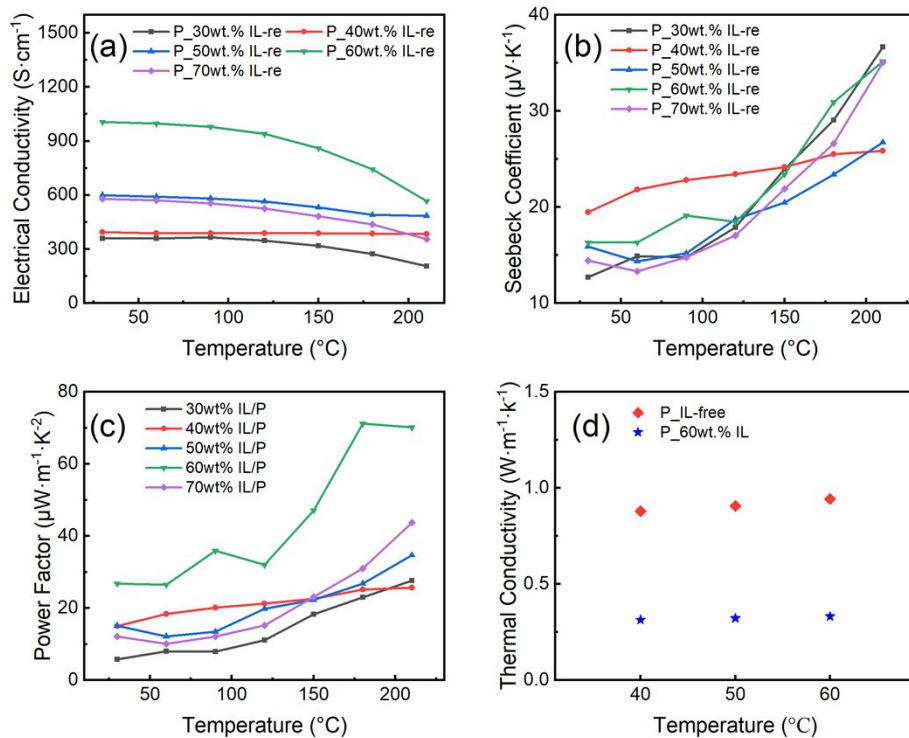 (a)
P_30wt.% IL-re P_40wt.% IL-re
P_50wt.% IL-re P_60wt.% IL-re
P_70wt.% IL-re
Electrical Conductivity (S·cm⁻¹)
1500
1200
900
600
300
0
50 100 150 200
Temperature (°C)
(b)
P_30wt.% IL-re
P_40wt.% IL-re
P_50wt.% IL-re
P_60wt.% IL-re
P_70wt.% IL-re
Seebeck Coefficient (μV·K⁻¹)
40
30
20
10
50 100 150 200
Temperature (°C)
(c)
30wt% IL/P
40wt% IL/P
50wt% IL/P
60wt% IL/P
70wt% IL/P
Power Factor (μW·m⁻¹·K⁻²)
80
60
40
20
0
50 100 150 200
Temperature (°C)
(d)
P_IL-free
P_60wt.% IL
Thermal Conductivity (W·m⁻¹·k⁻¹)
1.5
1.0
0.5
0.0
40 50 60
Temperature (°C)